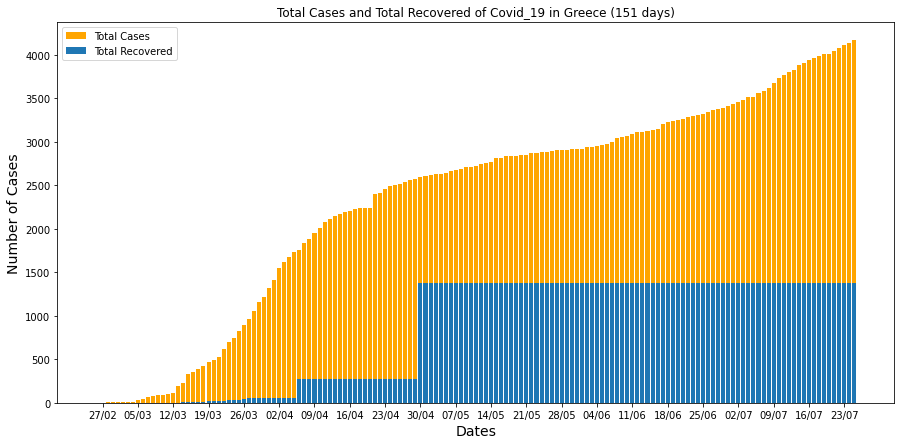 Total Cases and Total Recovered of Covid_19 in Greece (151 days)
Total Cases
Total Recovered
Number of Cases
4000
3500
3000
2500
2000
1500
1000
500
0
27/02 05/03 12/03 19/03 26/03 02/04 09/04 16/04 23/04 30/04 07/05 14/05 21/05 28/05 04/06 11/06 18/06 25/06 02/07 09/07 16/07 23/07
Dates